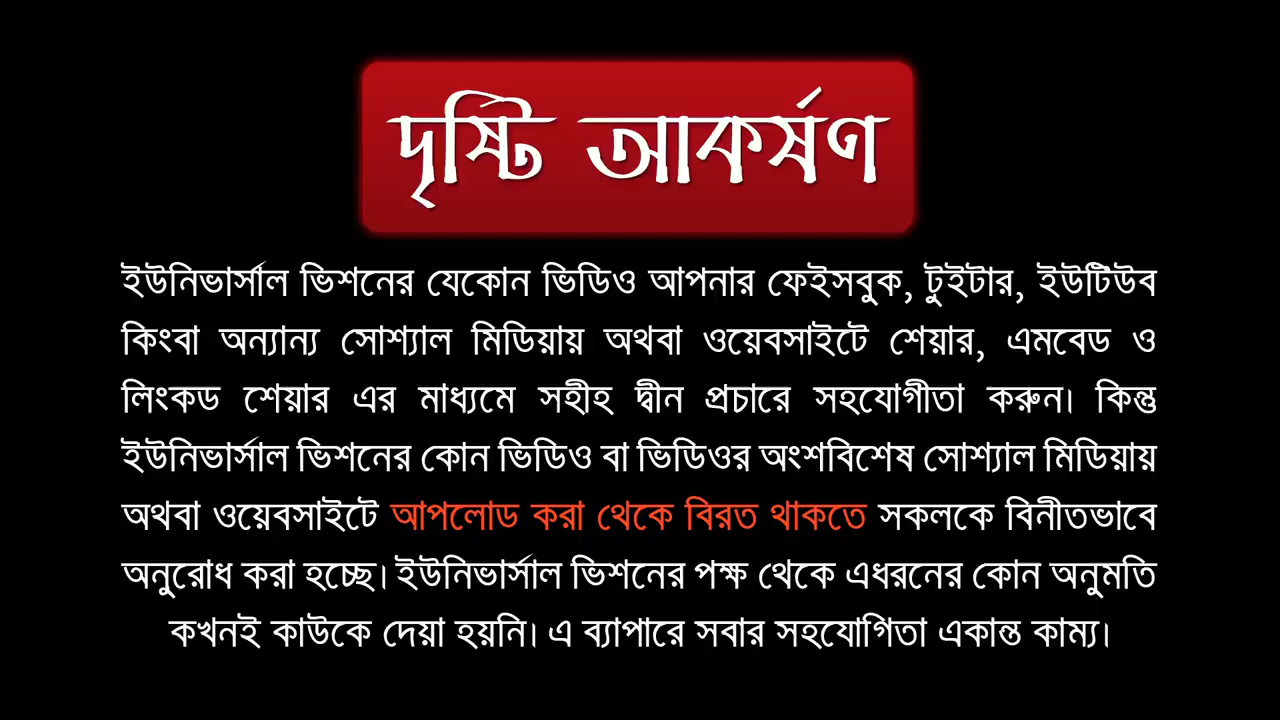 দৃষ্টি আকর্ষণ
ইউনিভার্সাল ভিশনের যেকোন ভিডিও আপনার ফেইসবুক, টুইটার, ইউটিউব
কিংবা অন্যান্য সোশ্যাল মিডিয়ায় অথবা ওয়েবসাইটে শেয়ার, এমবেড ও
লিংকড শেয়ার এর মাধ্যমে সহীহ দ্বীন প্রচারে সহযোগীতা করুন। কিন্তু
ইউনিভার্সাল ভিশনের কোন ভিডিও বা ভিডিওর অংশবিশেষ সোশ্যাল মিডিয়ায়
অথবা ওয়েবসাইটে আপলোড করা থেকে বিরত থাকতে সকলকে বিনীতভাবে
অনুরোধ করা হচ্ছে। ইউনিভার্সাল ভিশনের পক্ষ থেকে এধরনের কোন অনুমতি
কখনই কাউকে দেয়া হয়নি। এ ব্যাপারে সবার সহযোগিতা একান্ত কাম্য।